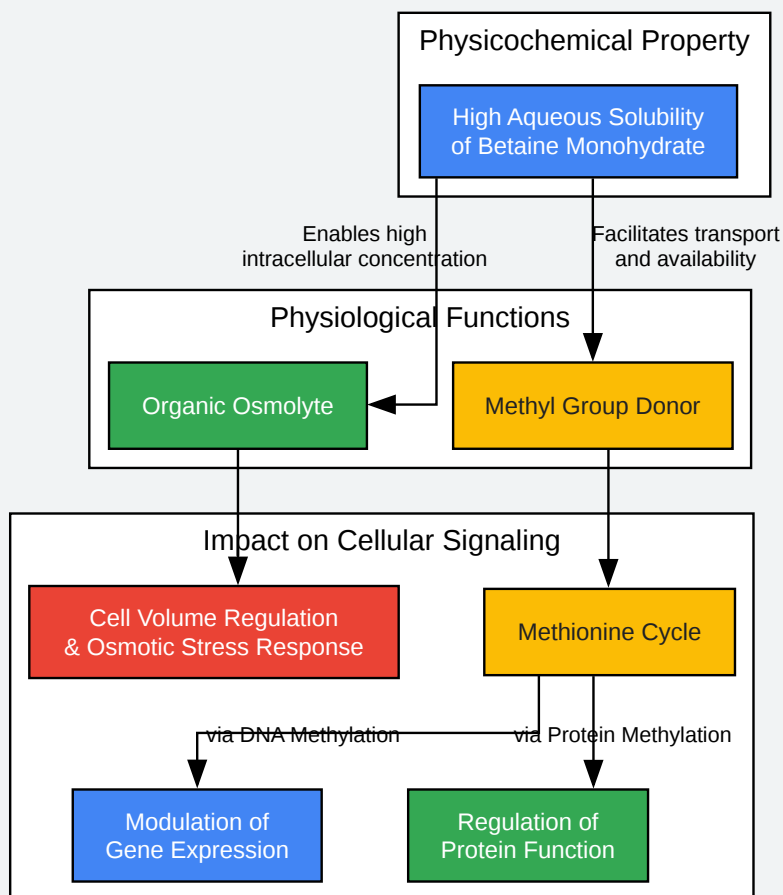 Physicochemical Property
High Aqueous Solubility
of Betaine Monohydrate
Enables high
intracellular concentration
Facilitates transport
and availability
Physiological Functions
Organic Osmolyte
Methyl Group Donor
Impact on Cellular Signaling
Cell Volume Regulation
& Osmotic Stress Response
Methionine Cycle
via DNA Methylation
via Protein Methylation
Modulation of
Gene Expression
Regulation of
Protein Function